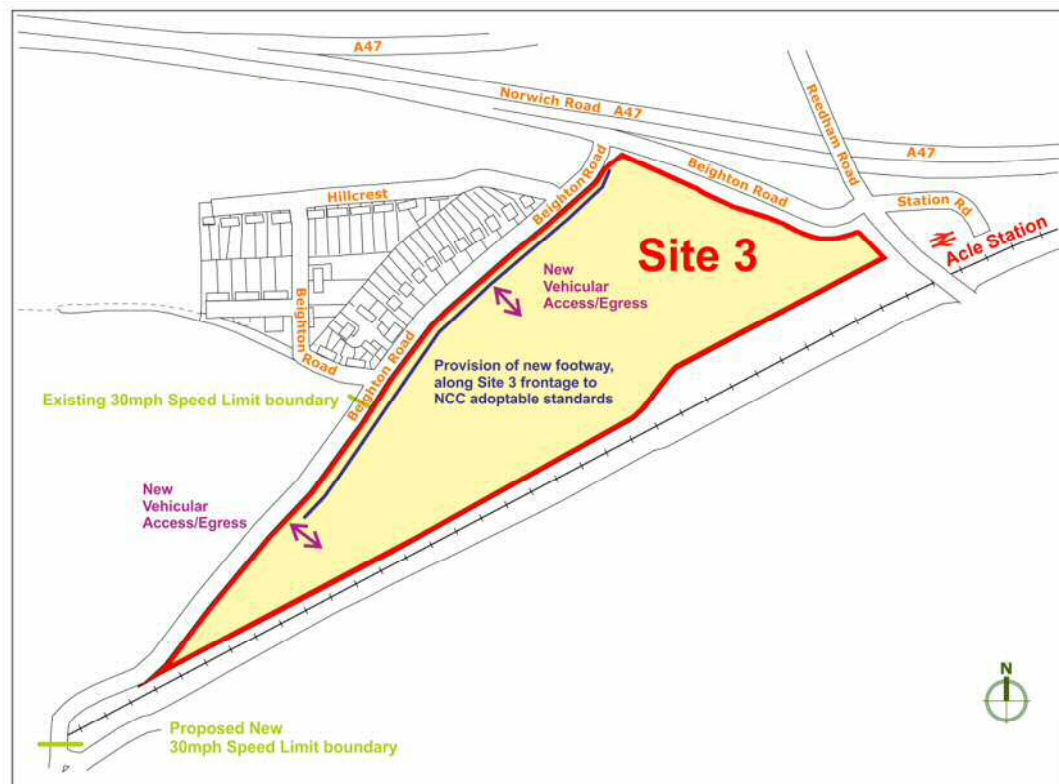 A47
Norwich Road A47
Reedham Road
A47
Beighton Road
Beighton Road
Station Rd
Hillcrest
Acle Station
Site 3
New
Vehicular
Access/Egress
Beighton
Road
Beighton Road
Provision of new footway,
along Site 3 frontage to
NCC adoptable standards
Existing 30mph Speed Limit boundary
New
Vehicular
Access/Egress
N
Proposed New
30mph Speed Limit boundary